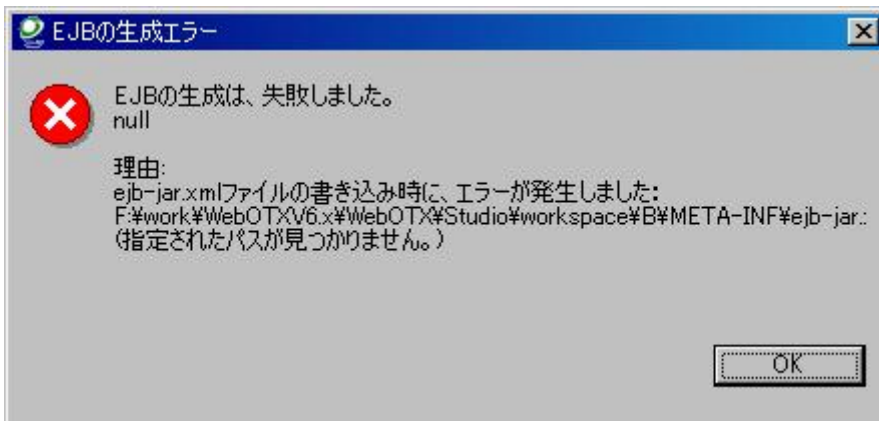 EJBの生成エラー
EJBの生成は、失敗しました。
null
理由:
ejb-jar.xmlファイルの書き込み時に、エラーが発生しました:
F:¥work¥WebOTXV6.x¥WebOTX¥Studio¥workspace¥B¥META-INF¥ejb-jar.:
(指定されたパスが見つかりません。)
OK